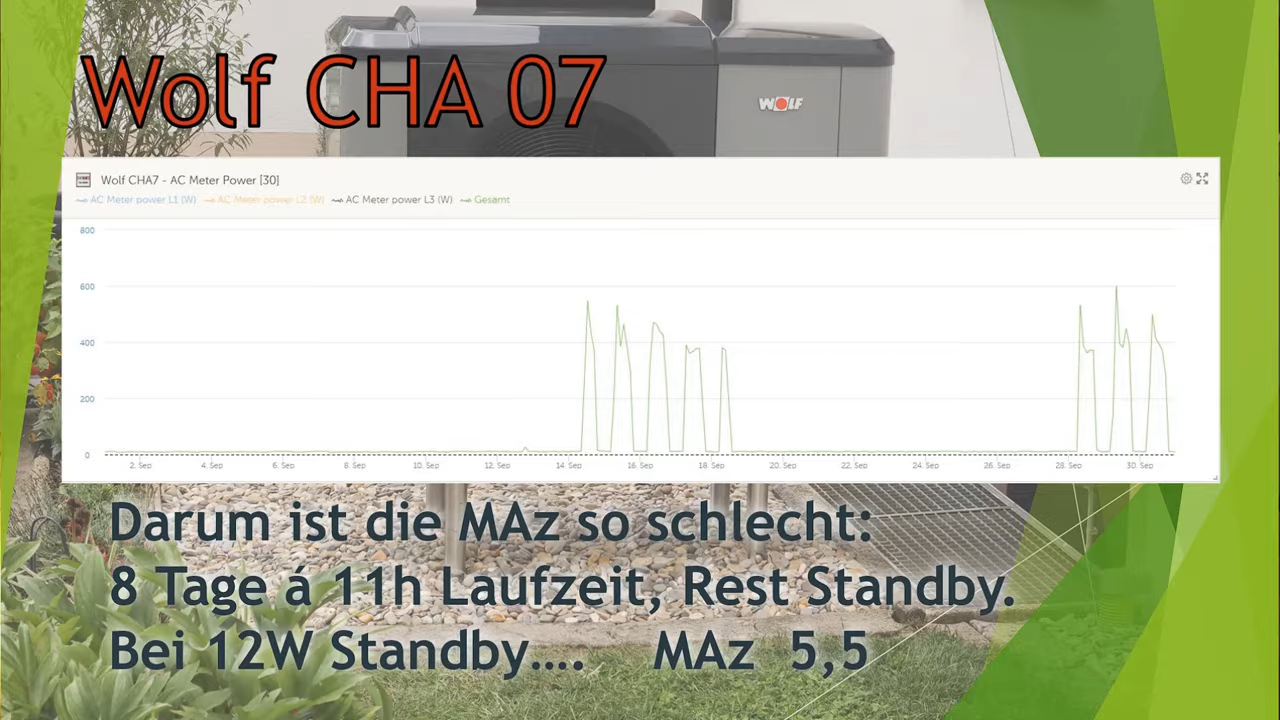 Wolf CHA 07
WOLF
Wolf CHA7 - AC Meter Power [30]
AC Meter power L1 (W) AC Meter power L2 (W) AC Meter power L3 (W) Gesamt
800
600
400
200
0
2. Sep 4. Sep 6. Sep 8. Sep 10. Sep 12. Sep 14. Sep 16. Sep 18. Sep 20. Sep 22. Sep 24. Sep 26. Sep 28. Sep 30. Sep
Darum ist die MAz so schlecht:
8 Tage á 11h Laufzeit, Rest Standby.
Bei 12W Standby.... MAz 5,5